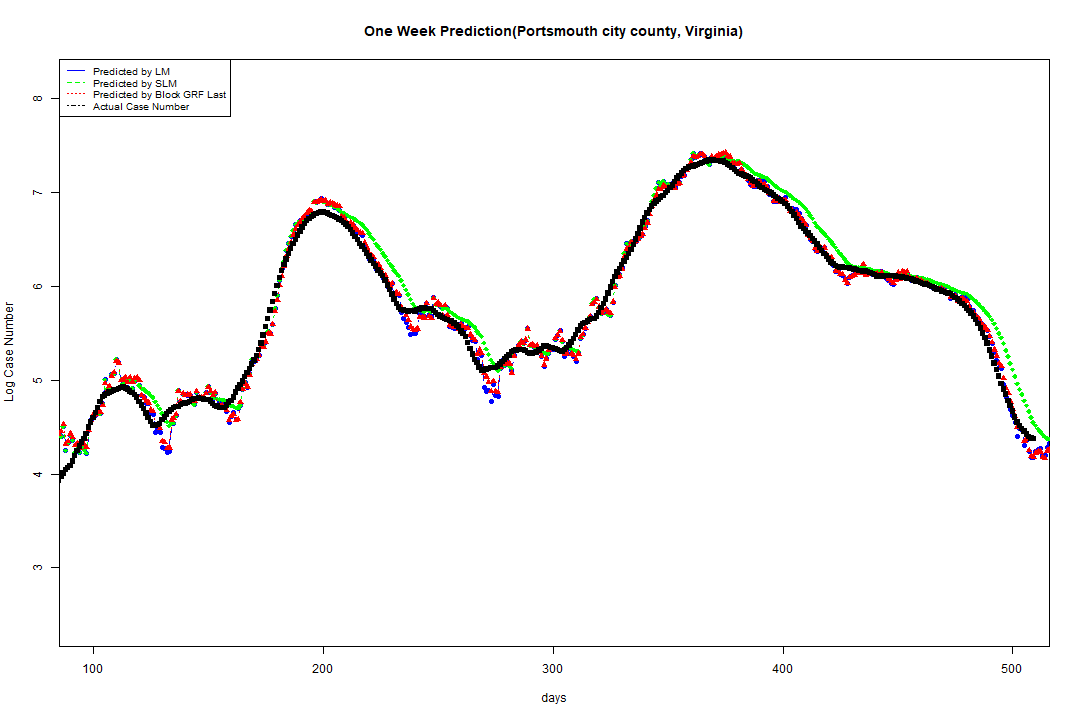 One Week Prediction(Portsmouth city county, Virginia)
Predicted by LM
Predicted by SLM
Predicted by Block GRF Last
Actual Case Number
8
7
6
5
4
3
Log Case Number
100 200 300 400 500
days